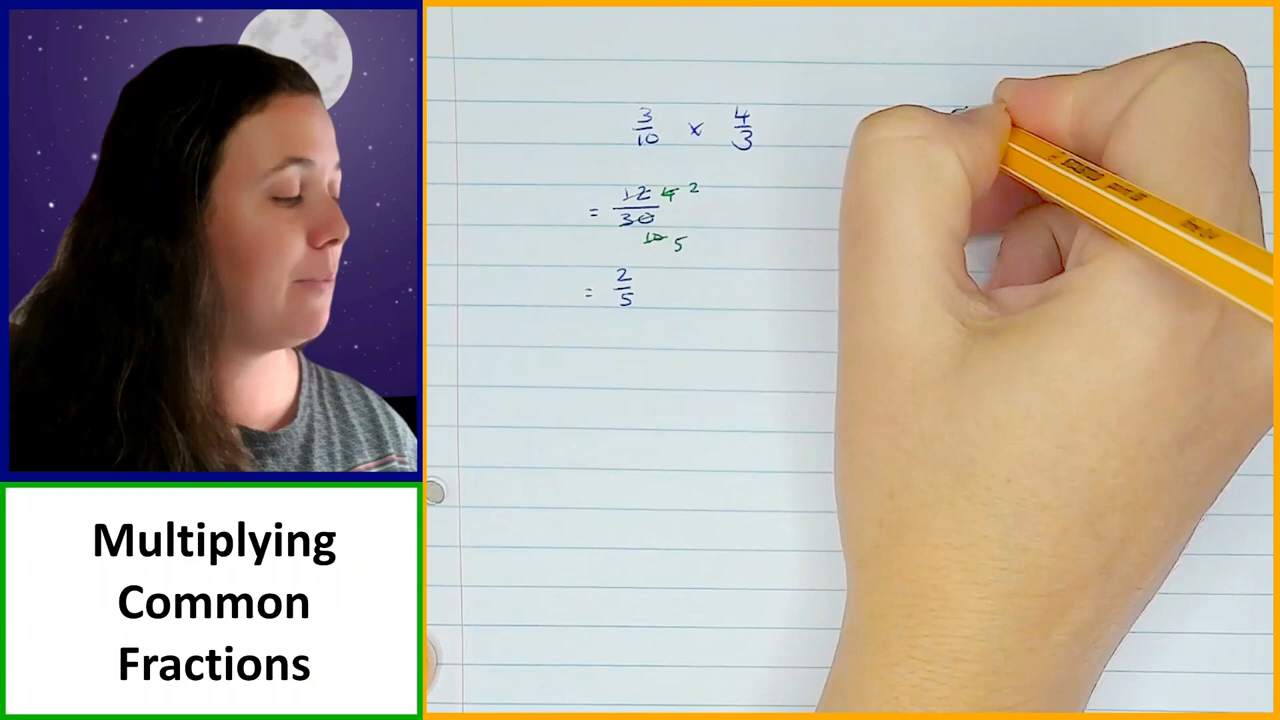 3/10 × 4/3
= 12/30 4 2
10 5
= 2/5
Multiplying
Common
Fractions